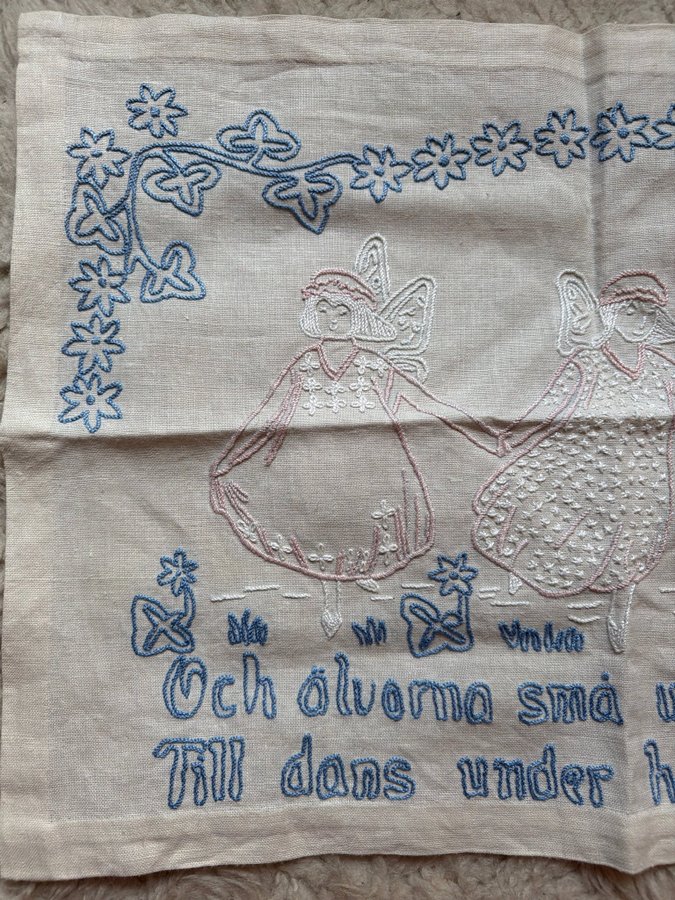 Och älvorna små
Till dans under